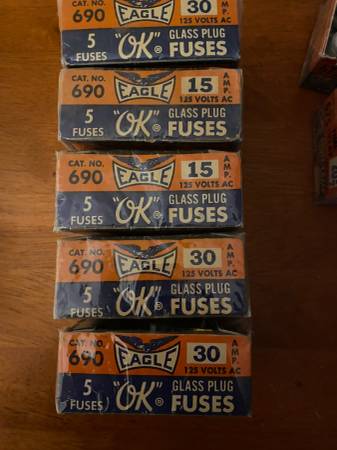 CAT. NO.
690
EAGLE
30
AMP.
125 VOLTS AC
5
FUSES
"OK"®
GLASS PLUG
FUSES
CAT. NO.
690
EAGLE
15
AMP.
125 VOLTS AC
5
FUSES
"OK"®
GLASS PLUG
FUSES
CAT. NO.
690
EAGLE
15
AMP.
125 VOLTS AC
5
FUSES
"OK"®
GLASS PLUG
FUSES
CAT. NO.
690
EAGLE
30
AMP.
125 VOLTS AC
5
FUSES
"OK"®
GLASS PLUG
FUSES
CAT. NO.
690
EAGLE
30
AMP.
125 VOLTS AC
5
FUSES
"OK"®
GLASS PLUG
FUSES